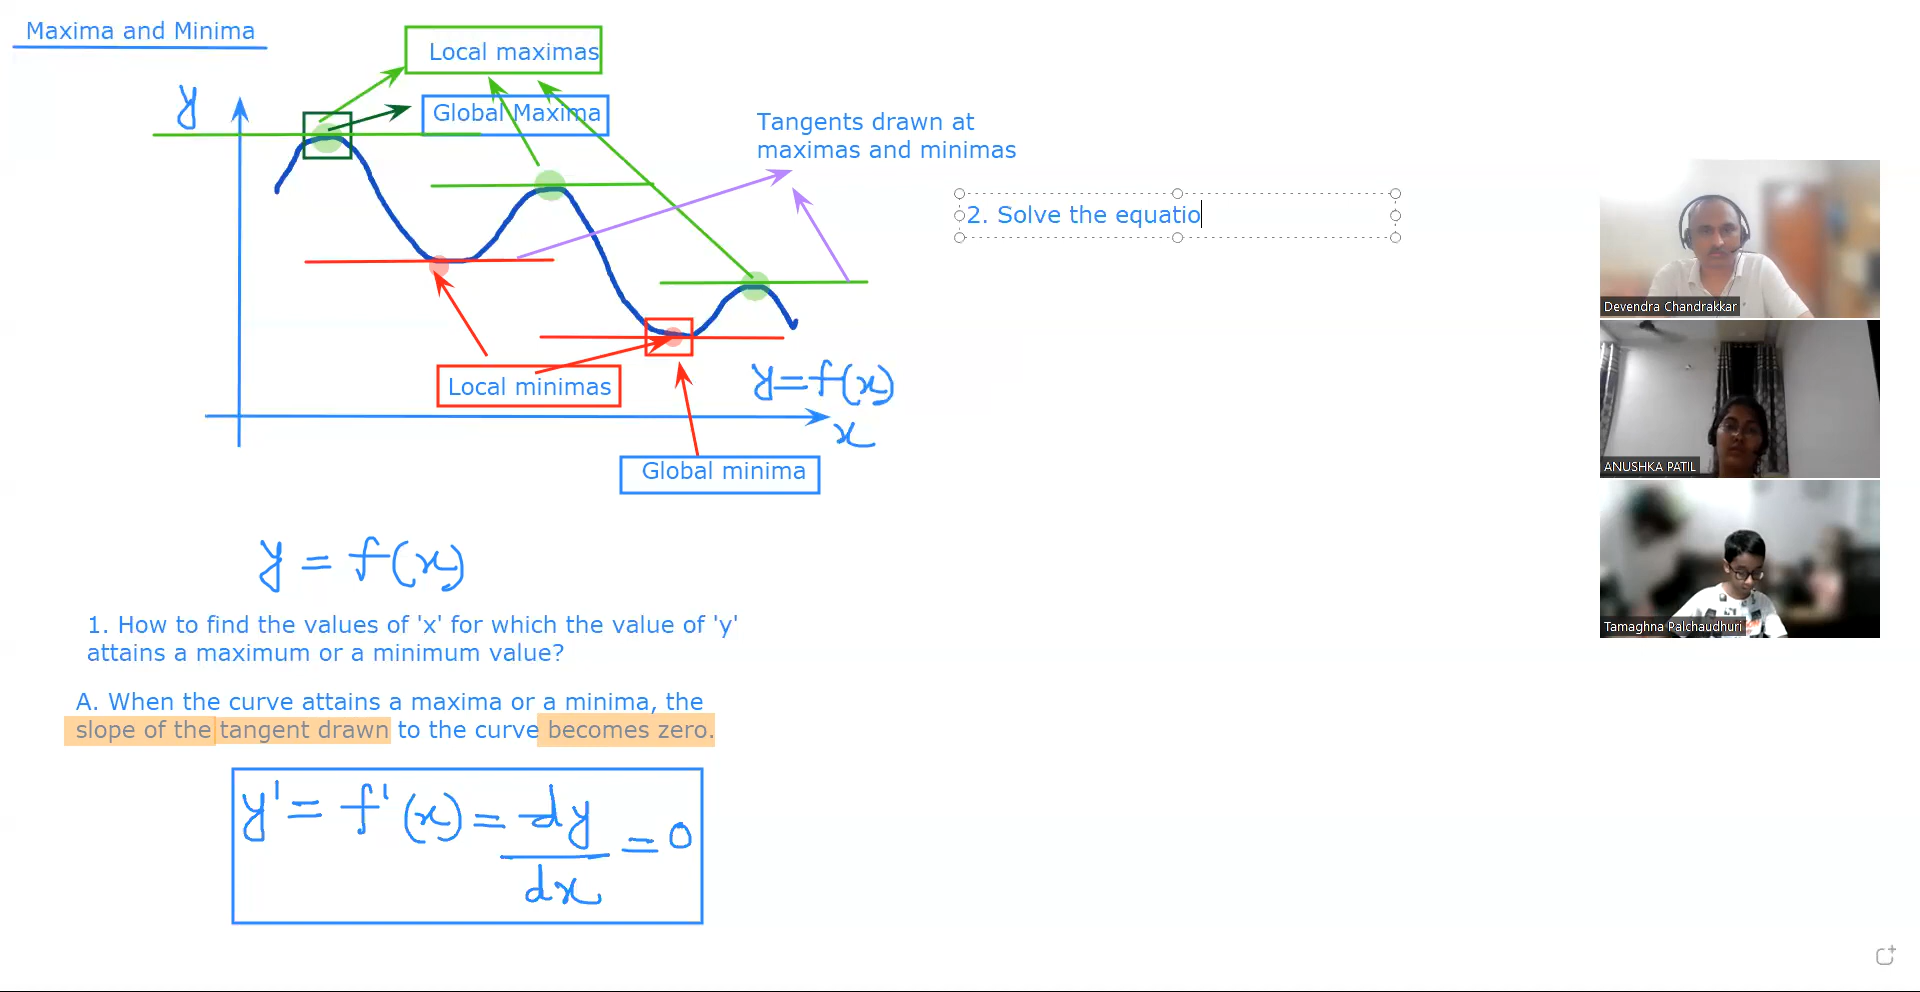 Maxima and Minima
Local maximas
Global Maxima
y
Tangents drawn at
maximas and minimas
2. Solve the equatio
Local minimas
y=f(x)
x
Global minima
y = f(x)
1. How to find the values of 'x' for which the value of 'y'
attains a maximum or a minimum value?
A. When the curve attains a maxima or a minima, the
slope of the tangent drawn to the curve becomes zero.
y' = f'(x) = dy/dx = 0
Devendra Chandrakkar
ANUSHKA PATIL
Tamaghna Palchaudhuri